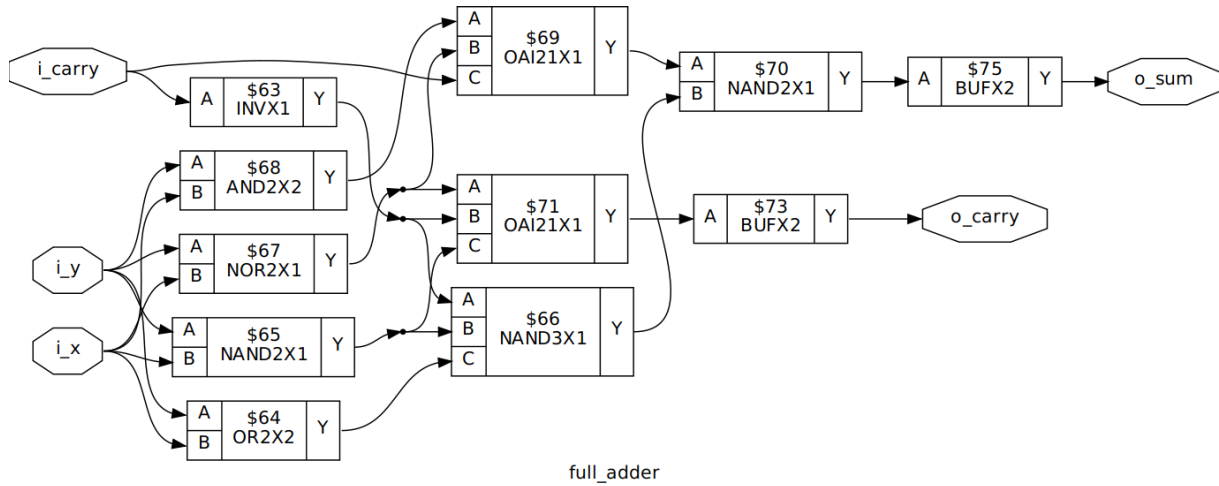 i_carry
A
$63
INVX1
Y
A
B
$68
AND2X2
Y
i_y
i_x
A
B
$67
NOR2X1
Y
A
B
$65
NAND2X1
Y
A
B
$64
OR2X2
Y
A
B
C
$69
OAI21X1
Y
A
B
C
$71
OAI21X1
Y
A
B
C
$66
NAND3X1
Y
A
B
$70
NAND2X1
Y
A
$75
BUFX2
Y
o_sum
A
$73
BUFX2
Y
o_carry
full_adder